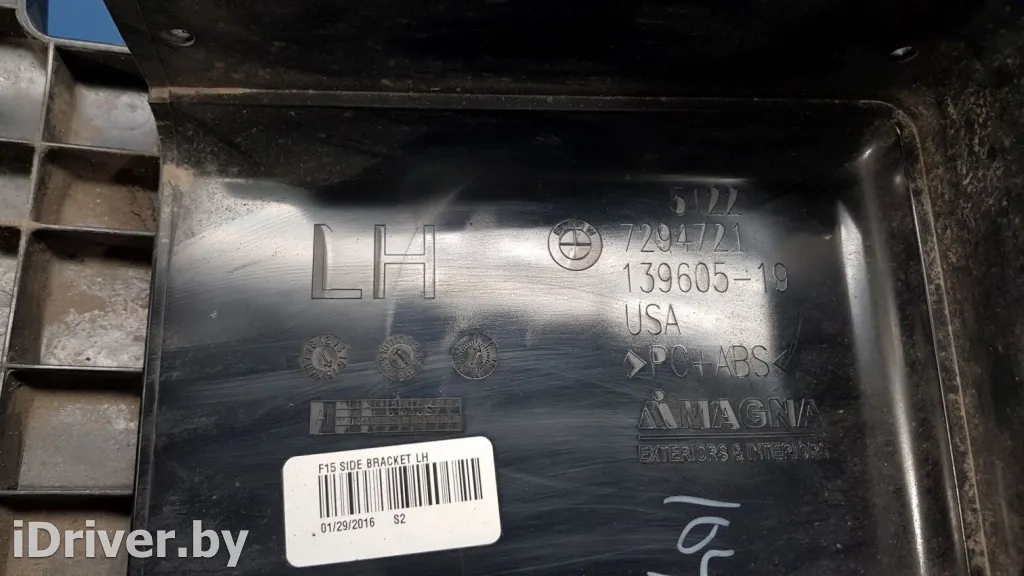 5122
7294721
139605-19
USA
>PC+ABS<
MAGNA
EXTERIORS & INTERIORS
LH
F15 SIDE BRACKET LH
01/29/2016 S2
iDriver.by